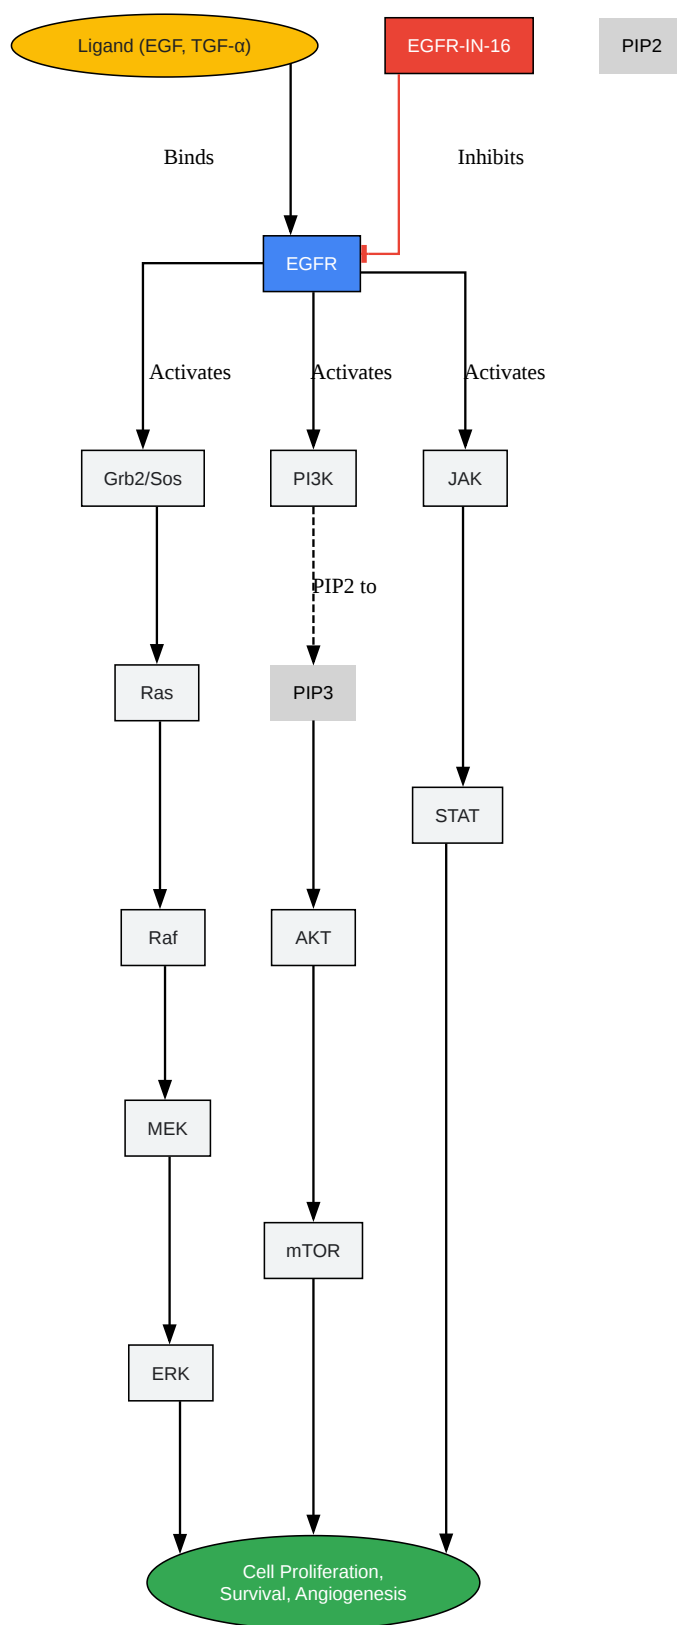 Ligand (EGF, TGF-α)
EGFR-IN-16
PIP2
Binds
Inhibits
EGFR
Activates
Activates
Activates
Grb2/Sos
PI3K
JAK
PIP2 to
Ras
PIP3
STAT
Raf
AKT
MEK
mTOR
ERK
Cell Proliferation,
Survival, Angiogenesis